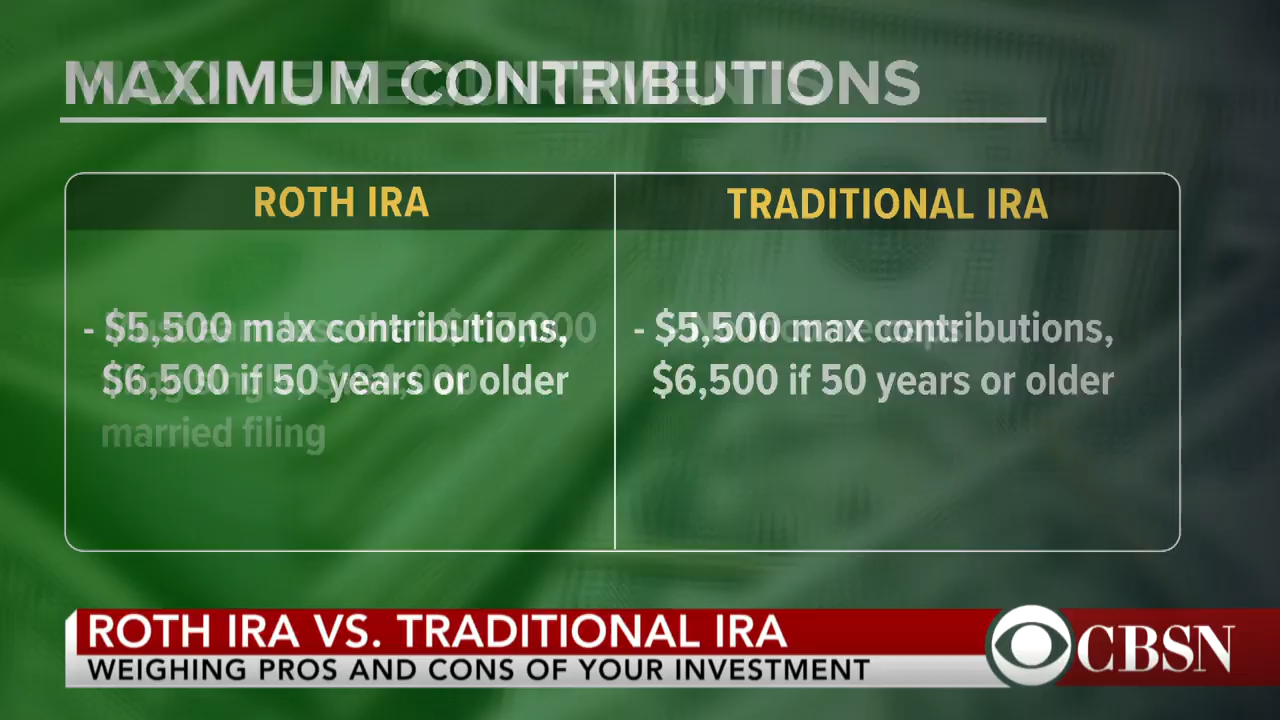 MAXIMUM CONTRIBUTIONS
ROTH IRA
TRADITIONAL IRA
- $5,500 max contributions,
$6,500 if 50 years or older
married filing
- $5,500 max contributions,
$6,500 if 50 years or older
ROTH IRA VS. TRADITIONAL IRA
WEIGHING PROS AND CONS OF YOUR INVESTMENT
CBSN